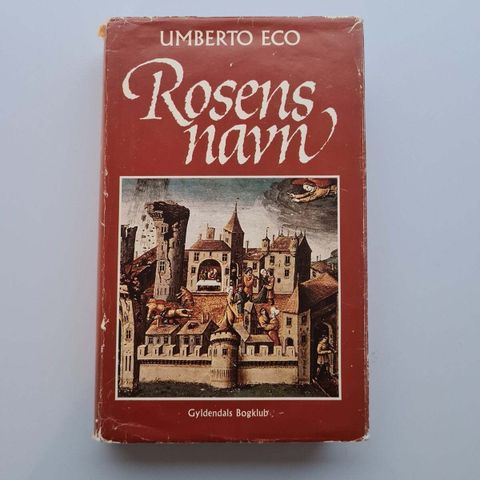 UMBERTO ECO
Rosens
navn
Gyldendals Bogklub